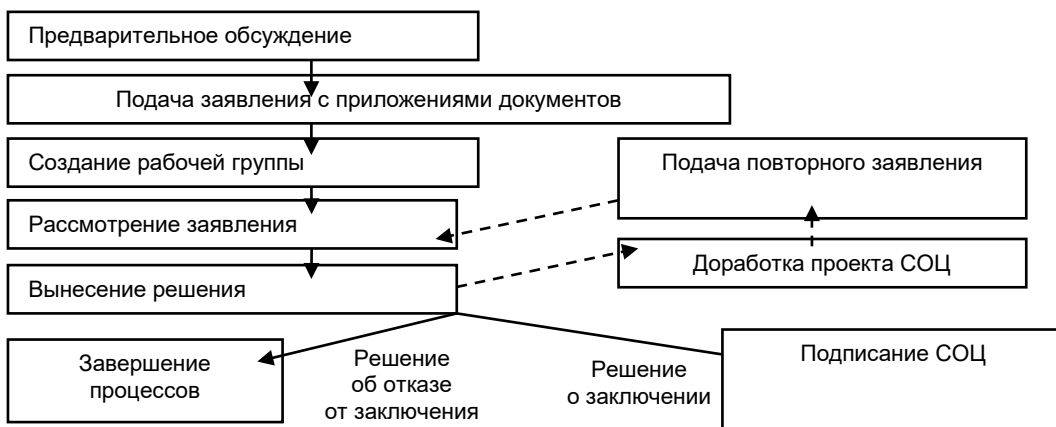 Предварительное обсуждение
Подача заявления с приложениями документов
Создание рабочей группы
Подача повторного заявления
Рассмотрение заявления
Доработка проекта СОЦ
Вынесение решения
Завершение
процессов
Решение
об отказе
от заключения
Решение
о заключении
Подписание СОЦ